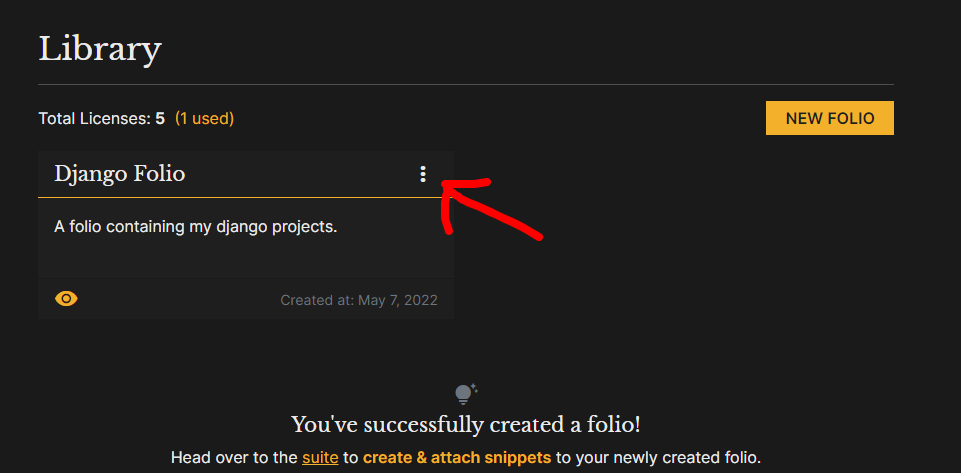 Library
Total Licenses: 5 (1 used)
NEW FOLIO
Django Folio
A folio containing my django projects.
Created at: May 7, 2022
You've successfully created a folio!
Head over to the suite to create & attach snippets to your newly created folio.